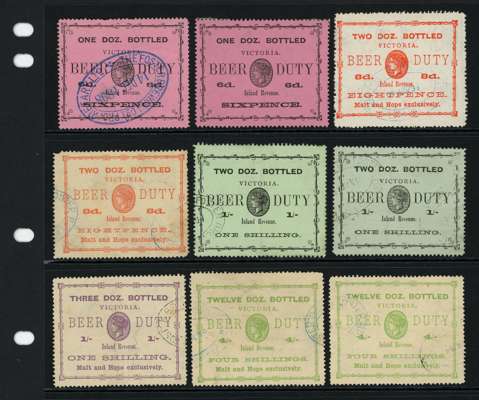 ONE DOZ. BOTTLED
VICTORIA.
BEER DUTY
6d.
Inland Revenue.
SIXPENCE.
ONE DOZ. BOTTLED
VICTORIA.
BEER DUTY
6d. 6d.
Inland Revenue.
SIXPENCE.
TWO DOZ. BOTTLED
VICTORIA.
BEER DUTY
8d. 8d.
Inland Revenue.
EIGHTPENCE.
Malt and Hops exclusively.
TWO DOZ. BOTTLED
VICTORIA.
BEER DUTY
8d. 8d.
Inland Revenue.
EIGHTPENCE.
Malt and Hops exclusively.
TWO DOZ. BOTTLED
VICTORIA.
BEER DUTY
1/- 1/-
Inland Revenue.
ONE SHILLING.
TWO DOZ. BOTTLED
VICTORIA.
BEER DUTY
1/- 1/-
Inland Revenue.
ONE SHILLING.
THREE DOZ. BOTTLED
VICTORIA.
BEER DUTY
1/- 1/-
Inland Revenue.
ONE SHILLING.
Malt and Hops exclusively.
TWELVE DOZ. BOTTLED
VICTORIA.
BEER DUTY
4/- 4/-
Inland Revenue.
FOUR SHILLINGS.
Malt and Hops exclusively.
TWELVE DOZ. BOTTLED
VICTORIA.
BEER DUTY
4/- 4/-
Inland Revenue.
FOUR SHILLINGS.
Malt and Hops exclusively.